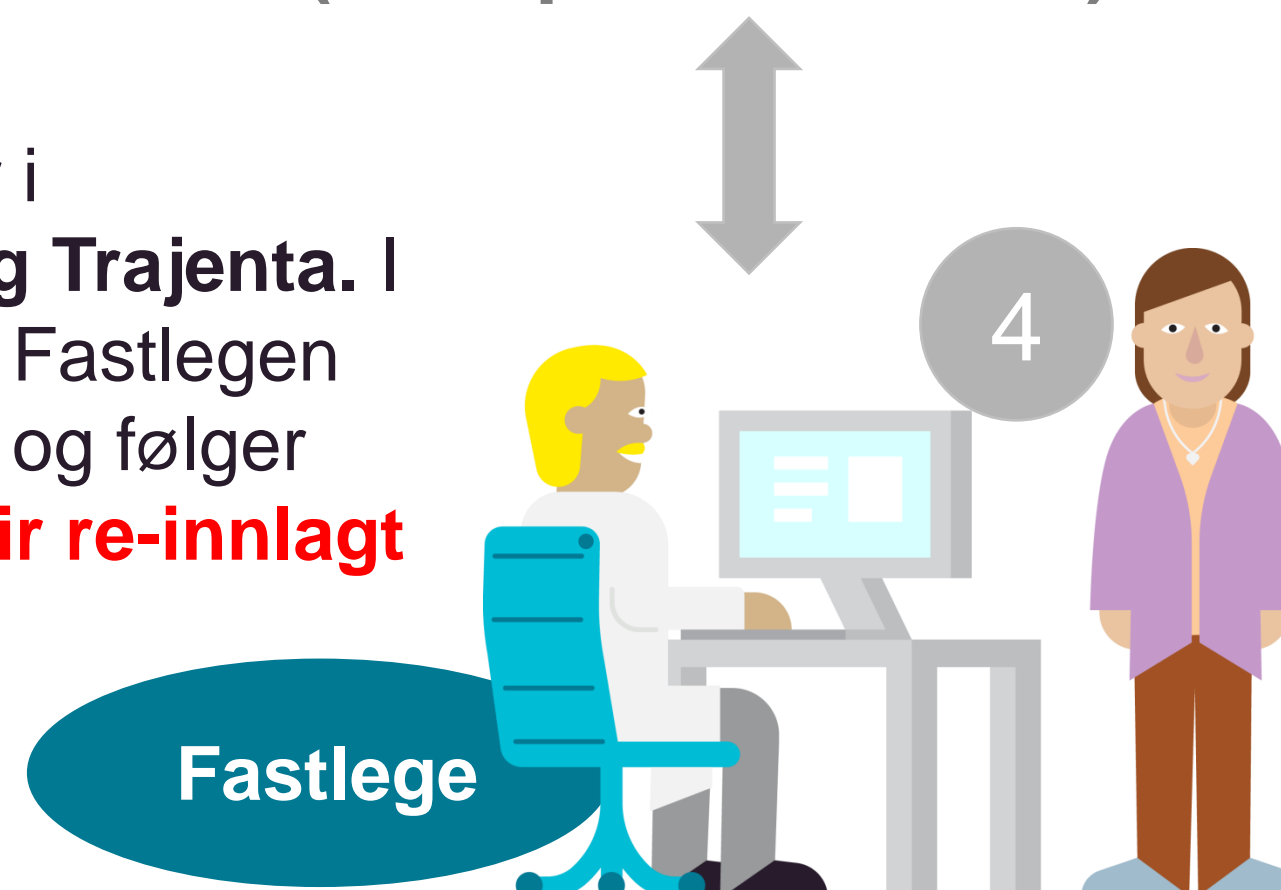 i
g Trajenta. I
Fastlegen
og følger
ir re-innlagt
4
Fastlege